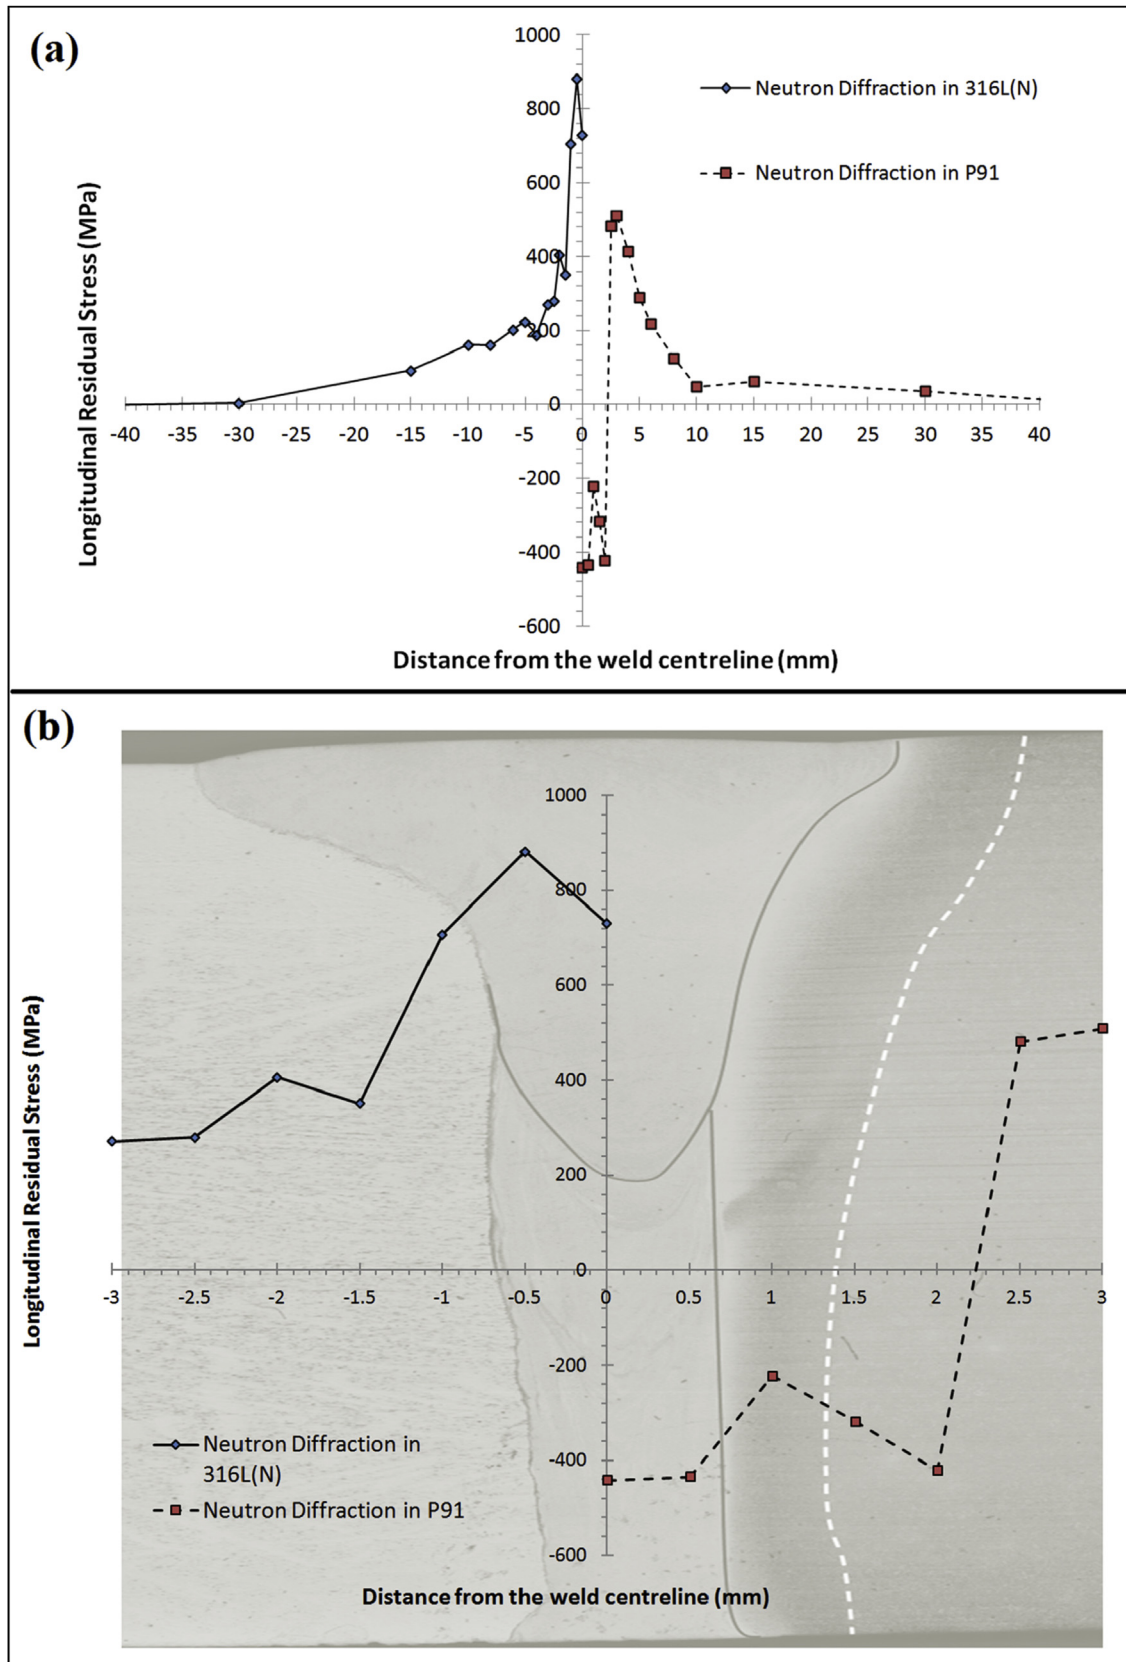 (a)
1000
800
600
400
200
0
-200
-400
-600
-40 -35 -30 -25 -20 -15 -10 -5 0 5 10 15 20 25 30 35 40
Neutron Diffraction in 316L(N)
Neutron Diffraction in P91
Longitudinal Residual Stress (MPa)
Distance from the weld centreline (mm)
(b)
1000
800
600
400
200
0
-200
-400
-600
-3 -2.5 -2 -1.5 -1 -0.5 0 0.5 1 1.5 2 2.5 3
Longitudinal Residual Stress (MPa)
Neutron Diffraction in
316L(N)
Neutron Diffraction in P91
Distance from the weld centreline (mm)